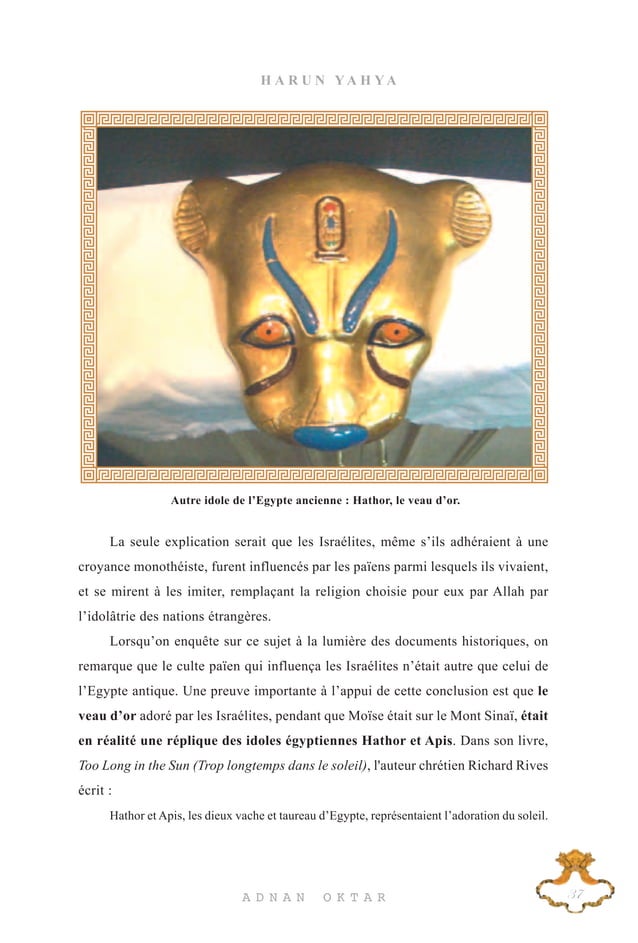 HARUN YAHYA
Autre idole de l’Egypte ancienne : Hathor, le veau d’or.
La seule explication serait que les Israélites, même s’ils adhéraient à une
croyance monothéiste, furent influencés par les païens parmi lesquels ils vivaient,
et se mirent à les imiter, remplaçant la religion choisie pour eux par Allah par
l’idolâtrie des nations étrangères.
Lorsqu’on enquête sur ce sujet à la lumière des documents historiques, on
remarque que le culte païen qui influença les Israélites n’était autre que celui de
l’Egypte antique. Une preuve importante à l’appui de cette conclusion est que le
veau d’or adoré par les Israélites, pendant que Moïse était sur le Mont Sinaï, était
en réalité une réplique des idoles égyptiennes Hathor et Apis. Dans son livre,
Too Long in the Sun (Trop longtemps dans le soleil), l'auteur chrétien Richard Rives
écrit :
Hathor et Apis, les dieux vache et taureau d’Egypte, représentaient l’adoration du soleil.
ADNAN OKTAR
37